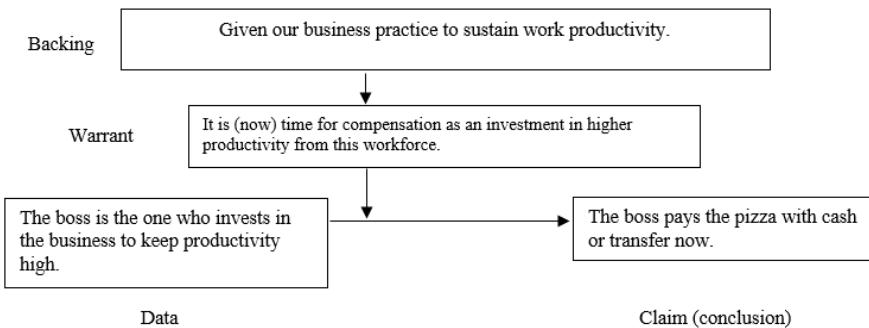 Given our business practice to sustain work productivity.
Backing
It is (now) time for compensation as an investment in higher
Warrant
productivity from this workforce.
The boss is the one who invests in
the business to keep productivity
high.
The boss pays the pizza with cash
or transfer now.
Data
Claim (conclusion)